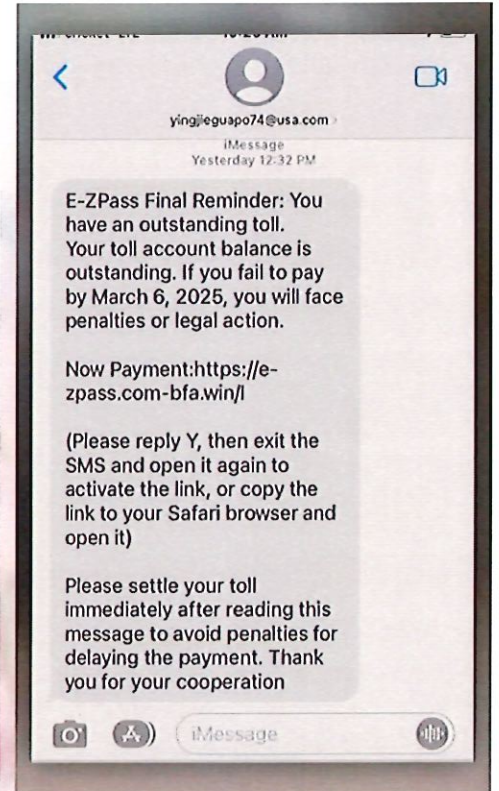 yingjieguapo74@usa.com
iMessage
Yesterday 12:32 PM
E-ZPass Final Reminder: You
have an outstanding toll.
Your toll account balance is
outstanding. If you fail to pay
by March 6, 2025, you will face
penalties or legal action.
Now Payment:https://e-
zpass.com-bfa.win/l
(Please reply Y, then exit the
SMS and open it again to
activate the link, or copy the
link to your Safari browser and
open it)
Please settle your toll
immediately after reading this
message to avoid penalties for
delaying the payment. Thank
you for your cooperation
iMessage